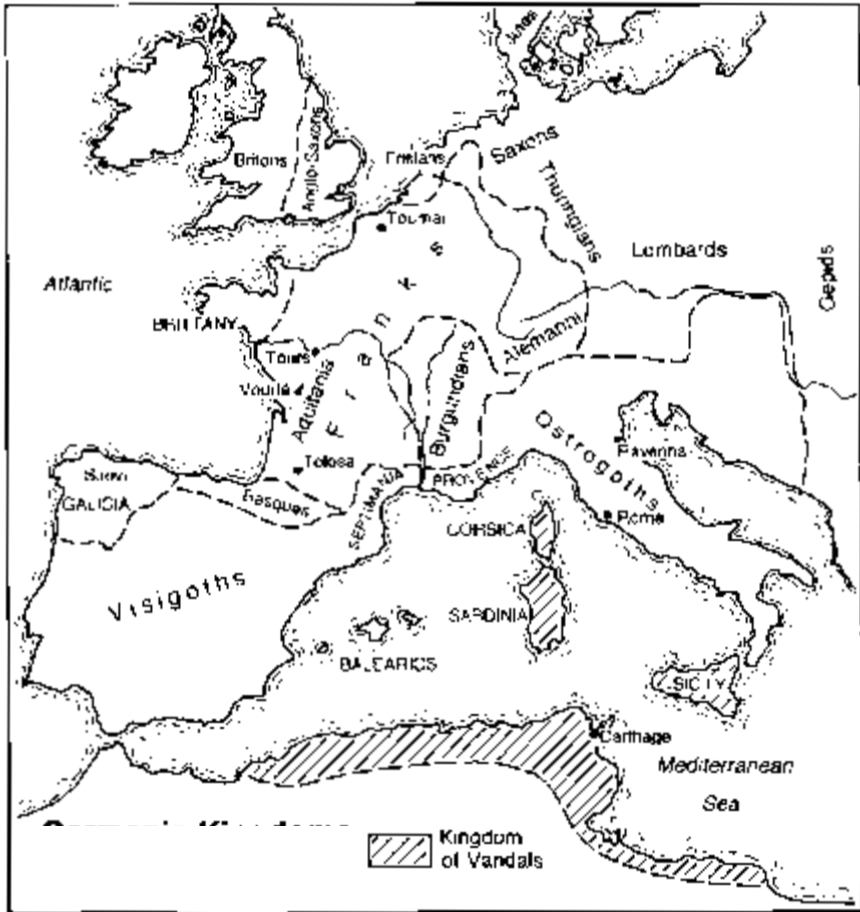 Jutes
Saxons
Frisians
Britons
Anglo-Saxons
Thuringians
Tournai
Lombards
Gepids
Atlantic
Franks
BRITTANY
Alemanni
Tours
Burgundians
Vouillé
Aquitania
Ostrogoths
Ravenna
Tolosa
PROVENCE
Suevi
GALICIA
Basques
SEPTIMANIA
Rome
CORSICA
Visigoths
SARDINIA
BALEARICS
SICILY
Carthage
Mediterranean
Sea
Kingdom
of Vandals